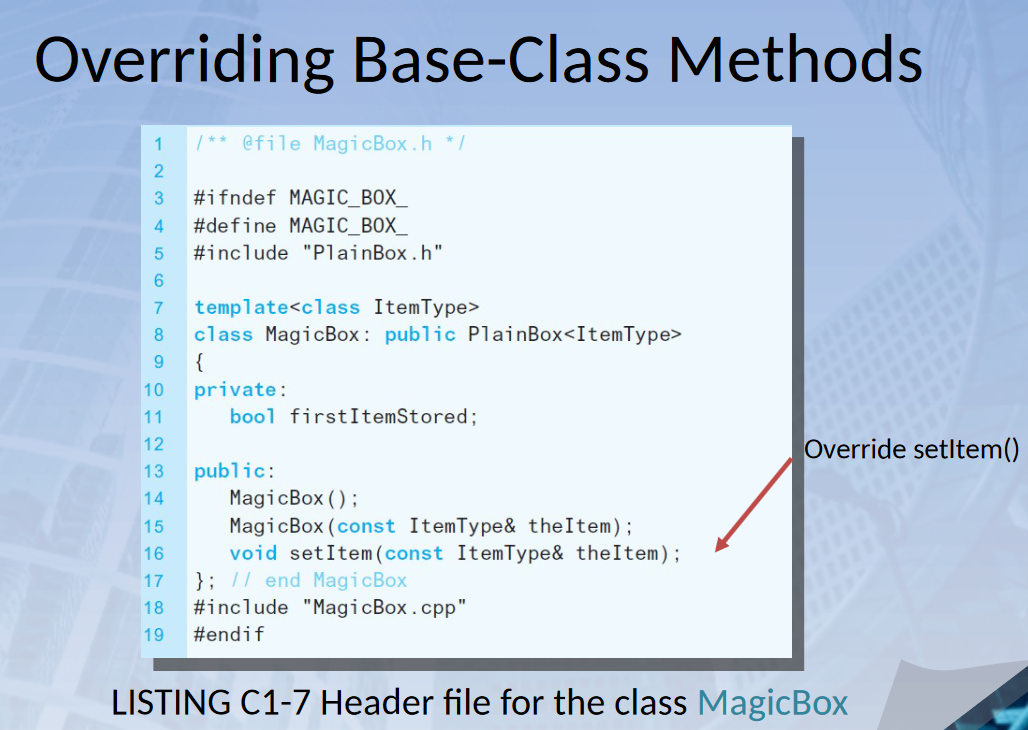 Overriding Base-Class Methods
1 /** @file MagicBox.h */
2
3 #ifndef MAGIC_BOX_
4 #define MAGIC_BOX_
5 #include "PlainBox.h"
6
7 template<class ItemType>
8 class MagicBox: public PlainBox<ItemType>
9 {
10 private:
11    bool firstItemStored;
12
13 public:
14    MagicBox();
15    MagicBox(const ItemType& theItem);
16    void setItem(const ItemType& theItem);
17 }; // end MagicBox
18 #include "MagicBox.cpp"
19 #endif
Override setItem()
LISTING C1-7 Header file for the class MagicBox